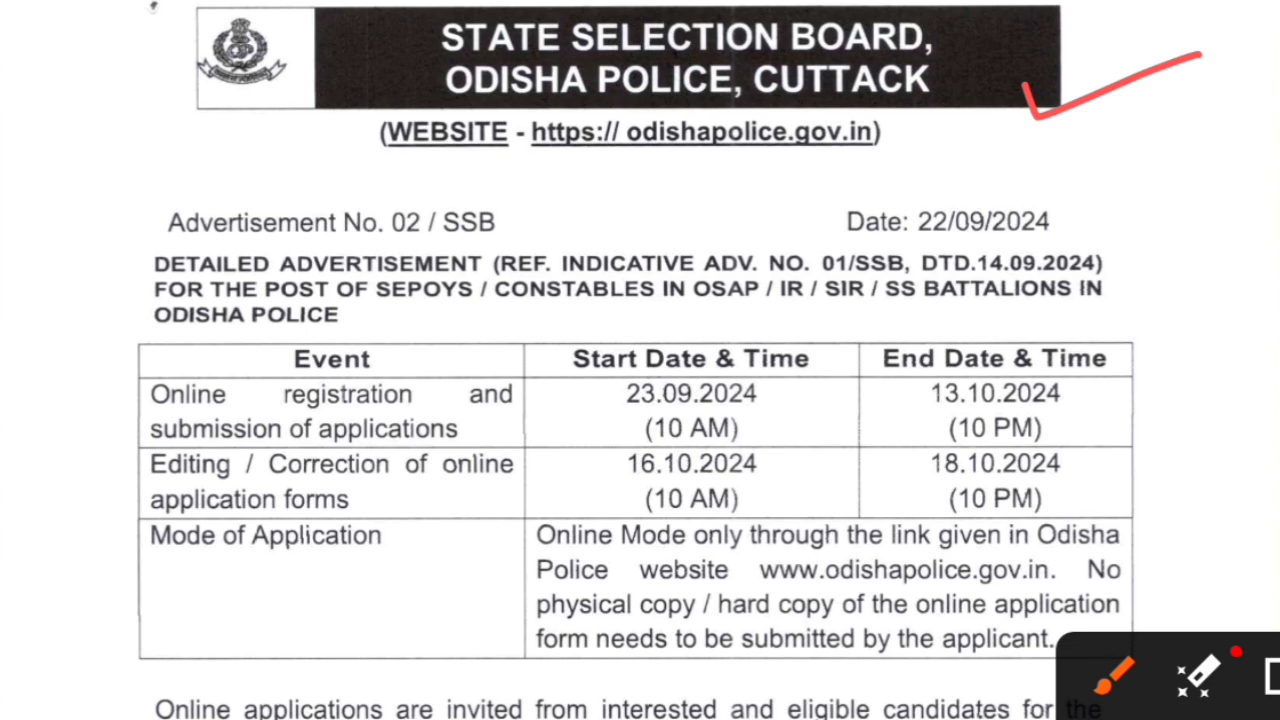 STATE SELECTION BOARD,
ODISHA POLICE, CUTTACK
(WEBSITE - https:// odishapolice.gov.in)
Advertisement No. 02 / SSB
Date: 22/09/2024
DETAILED ADVERTISEMENT (REF. INDICATIVE ADV. NO. 01/SSB, DTD.14.09.2024)
FOR THE POST OF SEPOYS / CONSTABLES IN OSAP / IR / SIR / SS BATTALIONS IN
ODISHA POLICE
Event
Start Date & Time
End Date & Time
Online registration and
submission of applications
23.09.2024
(10 AM)
13.10.2024
(10 PM)
Editing / Correction of online
application forms
16.10.2024
(10 AM)
18.10.2024
(10 PM)
Mode of Application
Online Mode only through the link given in Odisha
Police website www.odishapolice.gov.in. No
physical copy / hard copy of the online application
form needs to be submitted by the applicant.
Online applications are invited from interested and eligible candidates for the